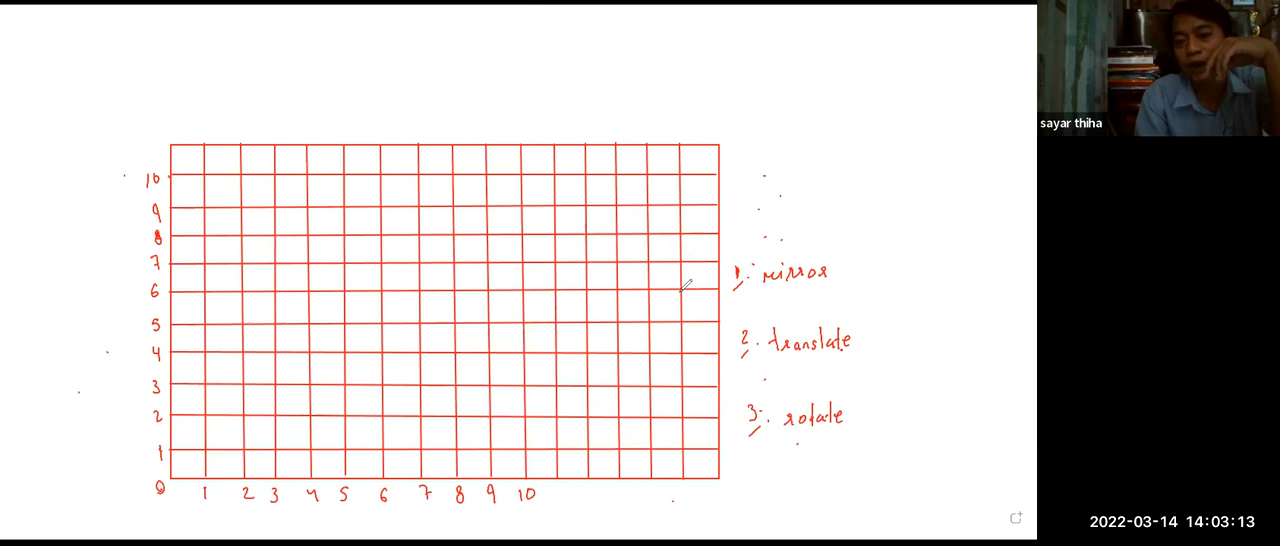 sayar thiha
10
9
8
7
1. mirror
6
5
2. translate
4
3
2
3. rotate
1
0 1 2 3 4 5 6 7 8 9 10
2022-03-14 14:03:13